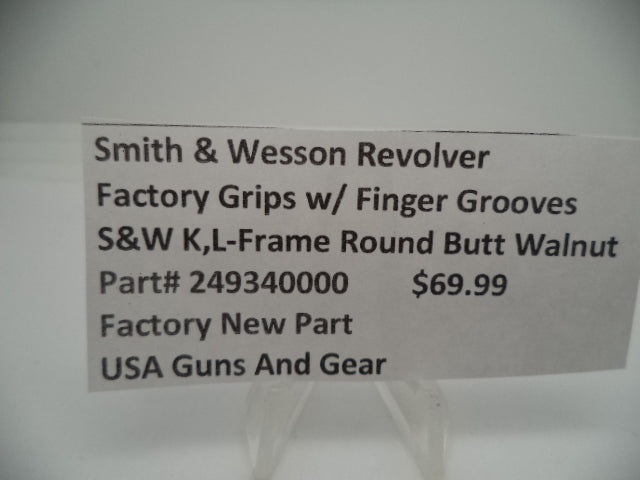 Smith & Wesson Revolver
Factory Grips w/ Finger Grooves
S&W K,L-Frame Round Butt Walnut
Part# 249340000 $69.99
Factory New Part
USA Guns And Gear